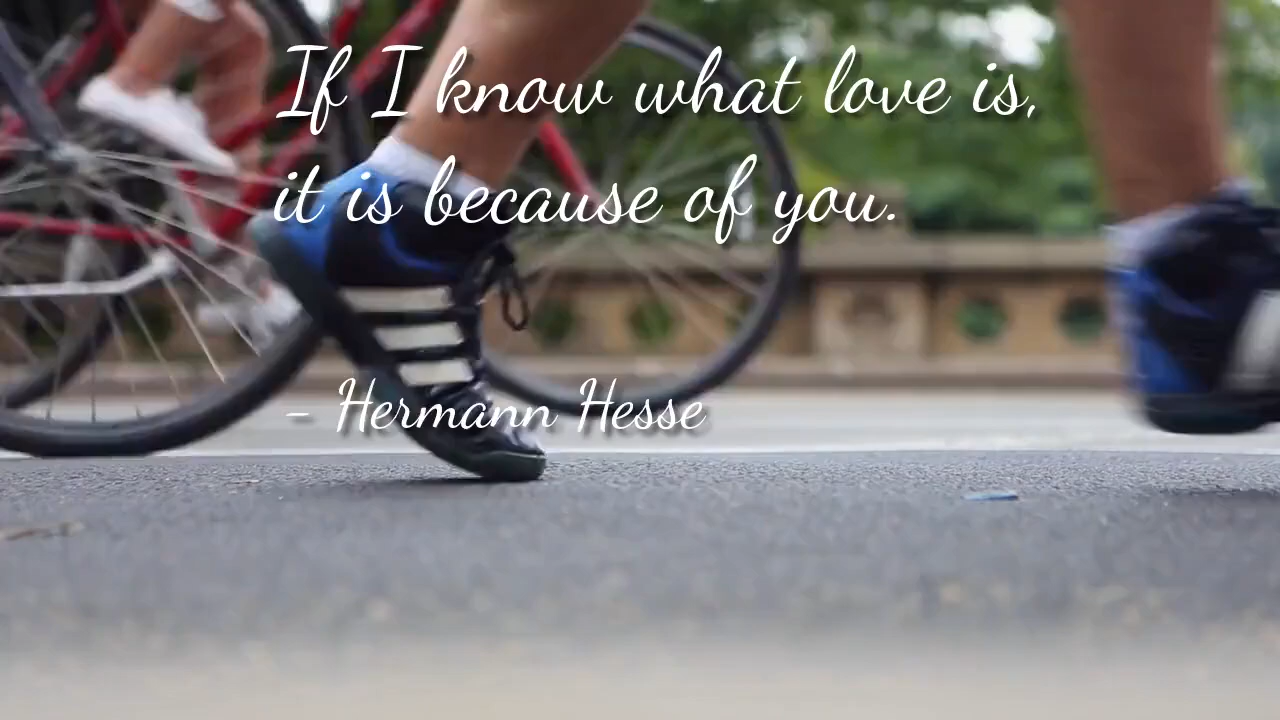 If I know what love is,
it is because of you.
- Hermann Hesse